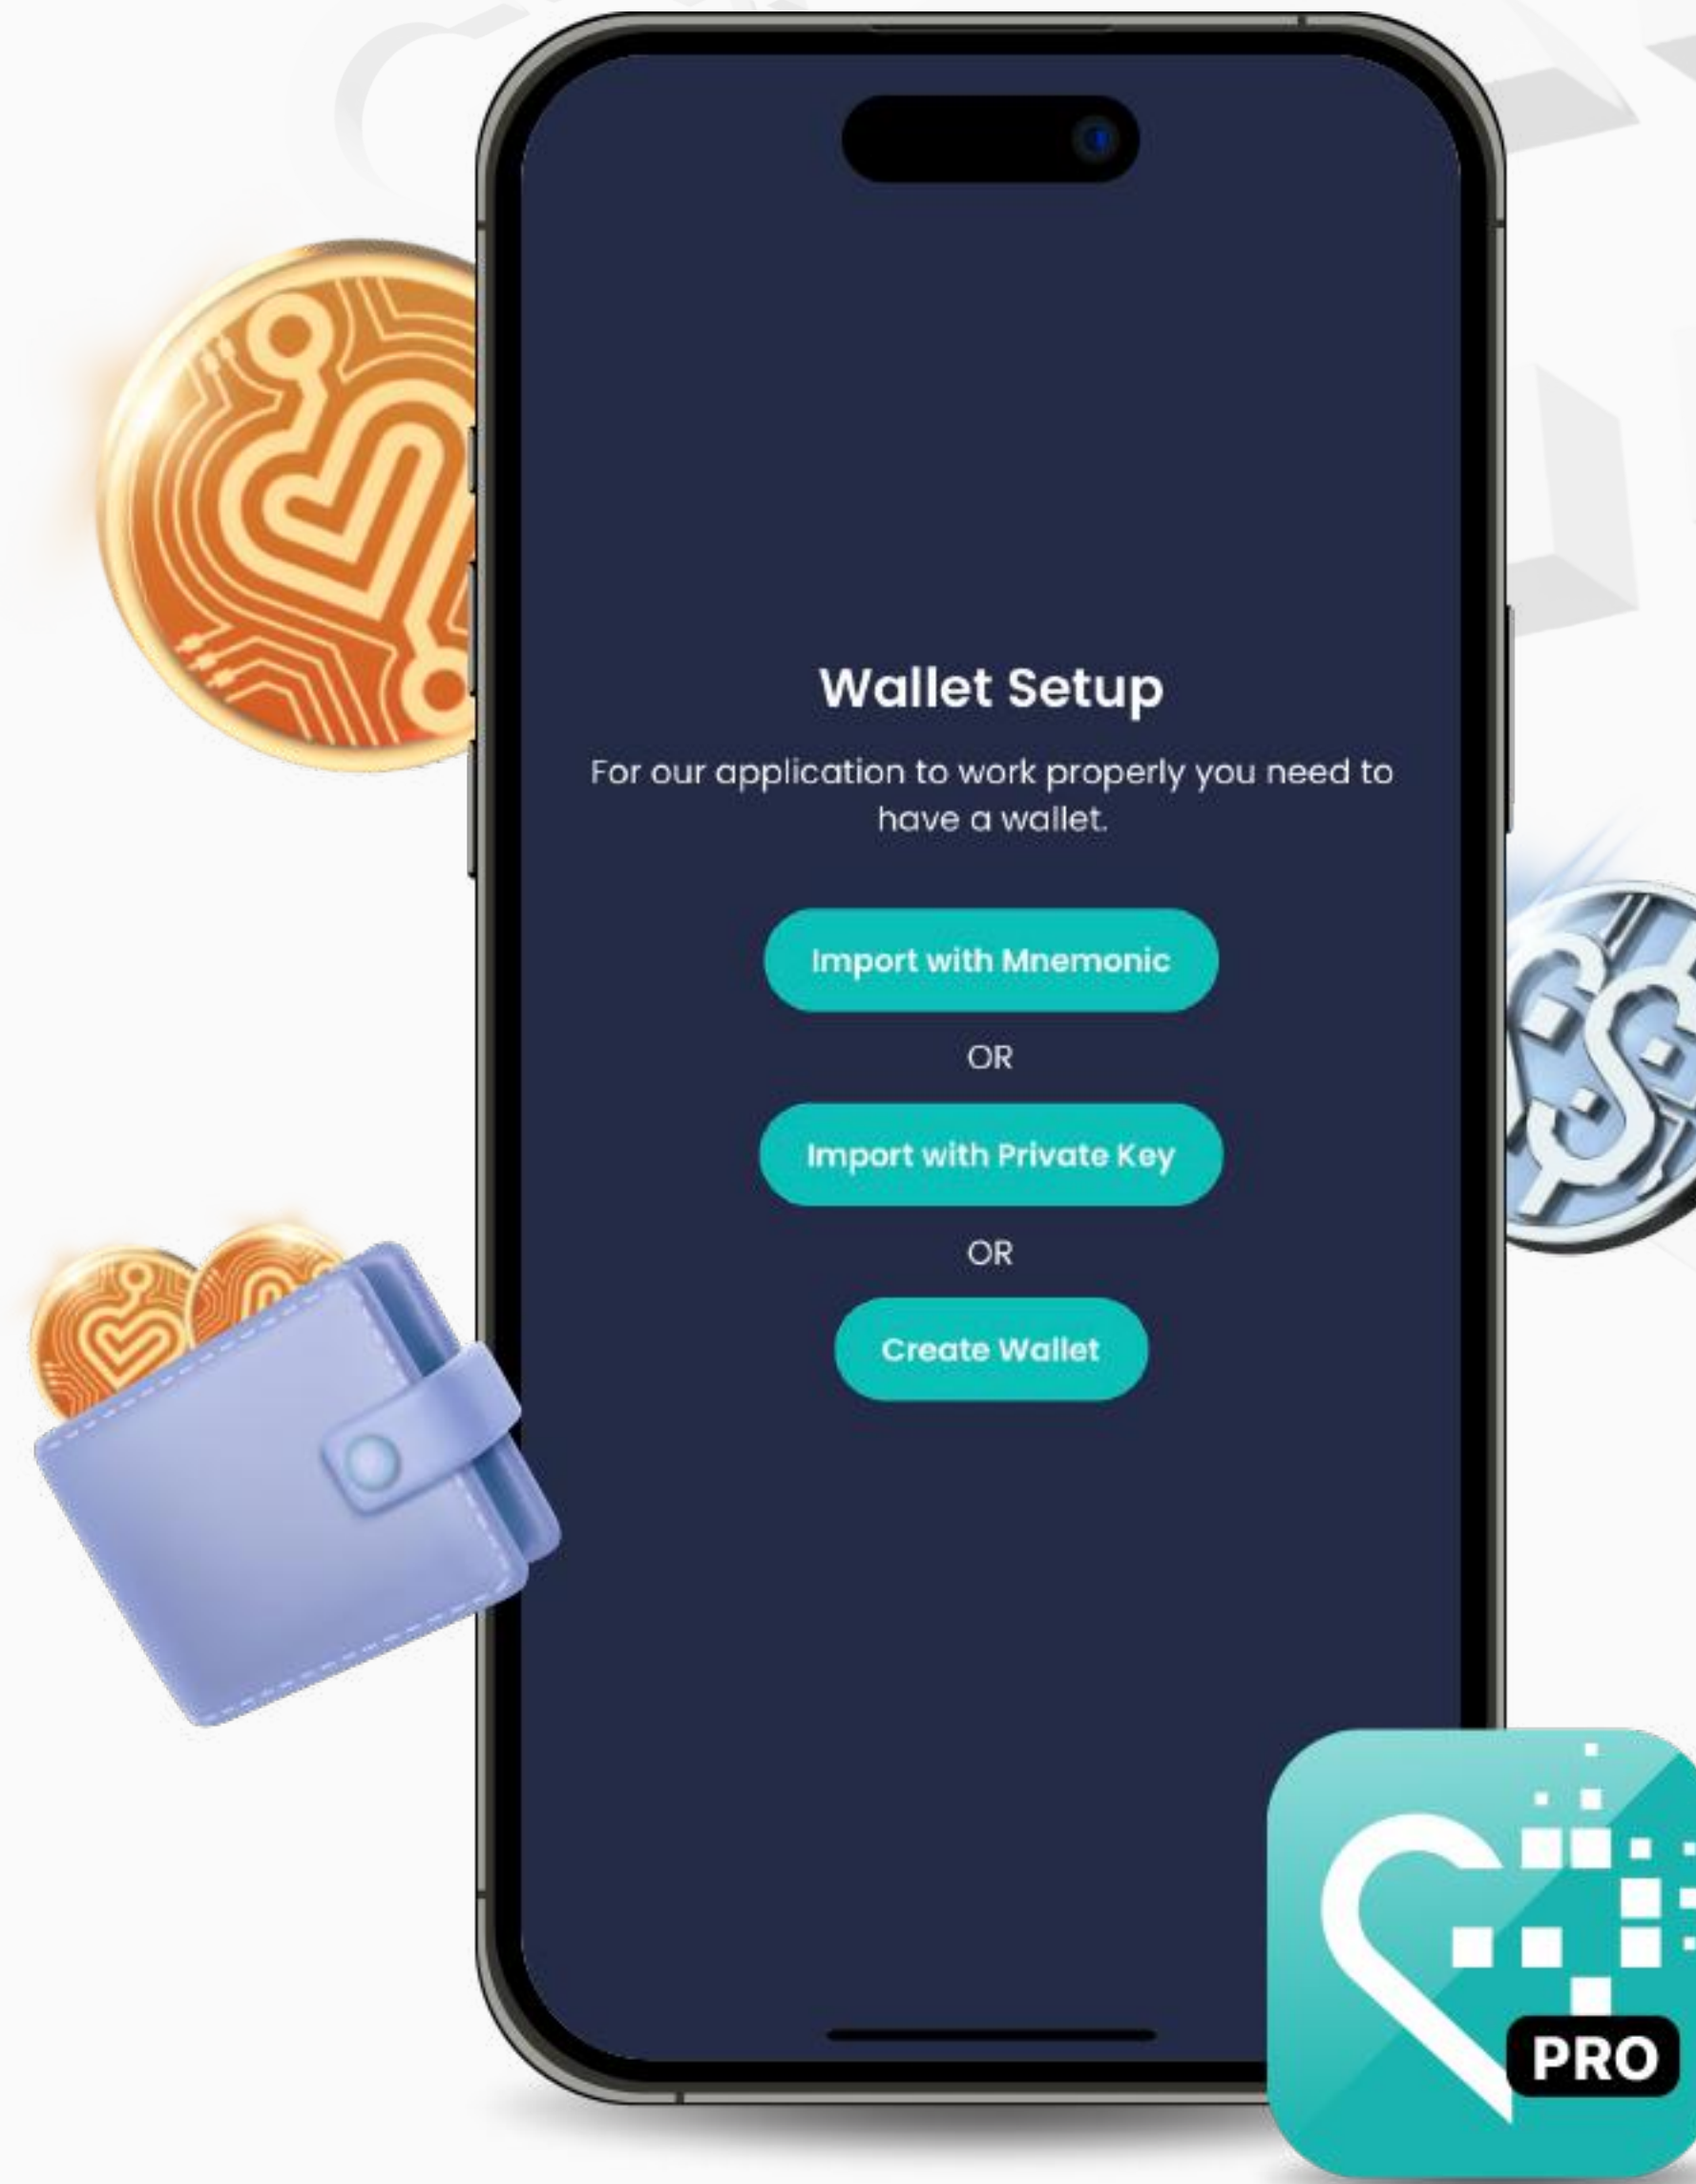 Wallet Setup
For our application to work properly you need to
have a wallet.
Import with Mnemonic
OR
Import with Private Key
OR
Create Wallet
PRO